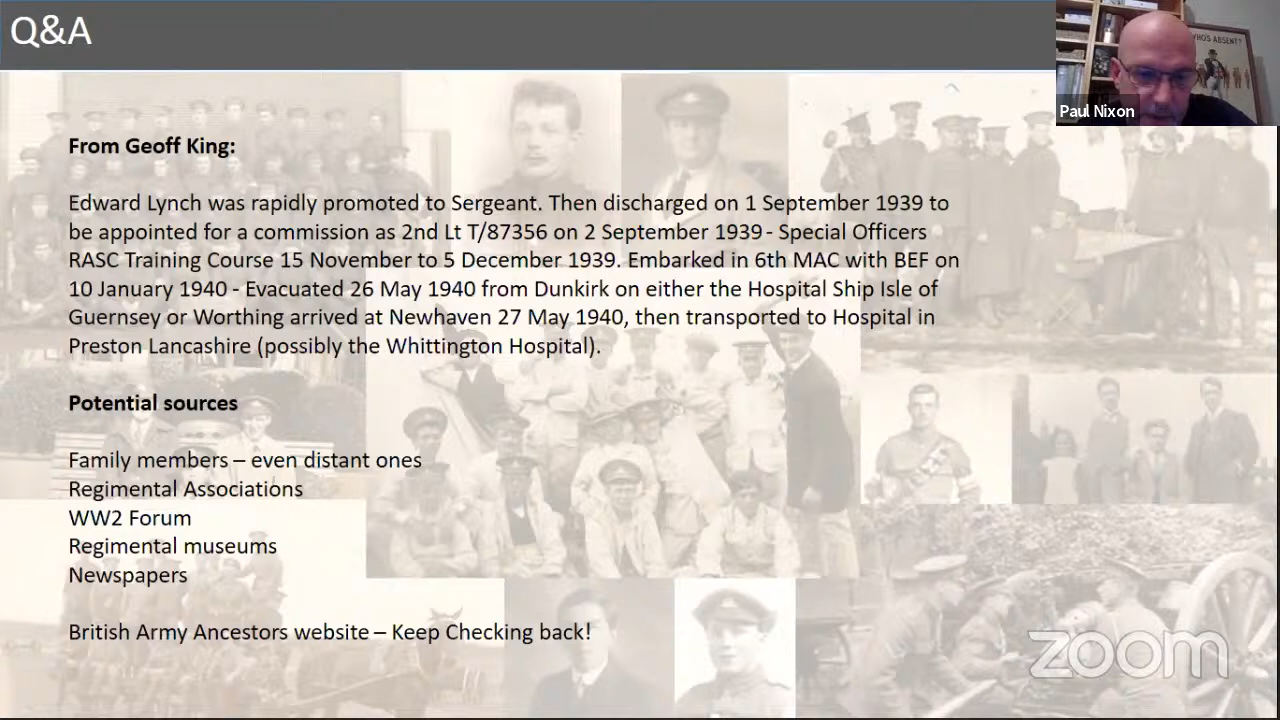 Q&A
WHO'S ABSENT?
Paul Nixon
From Geoff King:
Edward Lynch was rapidly promoted to Sergeant. Then discharged on 1 September 1939 to
be appointed for a commission as 2nd Lt T/87356 on 2 September 1939 - Special Officers
RASC Training Course 15 November to 5 December 1939. Embarked in 6th MAC with BEF on
10 January 1940 - Evacuated 26 May 1940 from Dunkirk on either the Hospital Ship Isle of
Guernsey or Worthing arrived at Newhaven 27 May 1940, then transported to Hospital in
Preston Lancashire (possibly the Whittington Hospital).
Potential sources
Family members – even distant ones
Regimental Associations
WW2 Forum
Regimental museums
Newspapers
British Army Ancestors website – Keep Checking back!
zoom